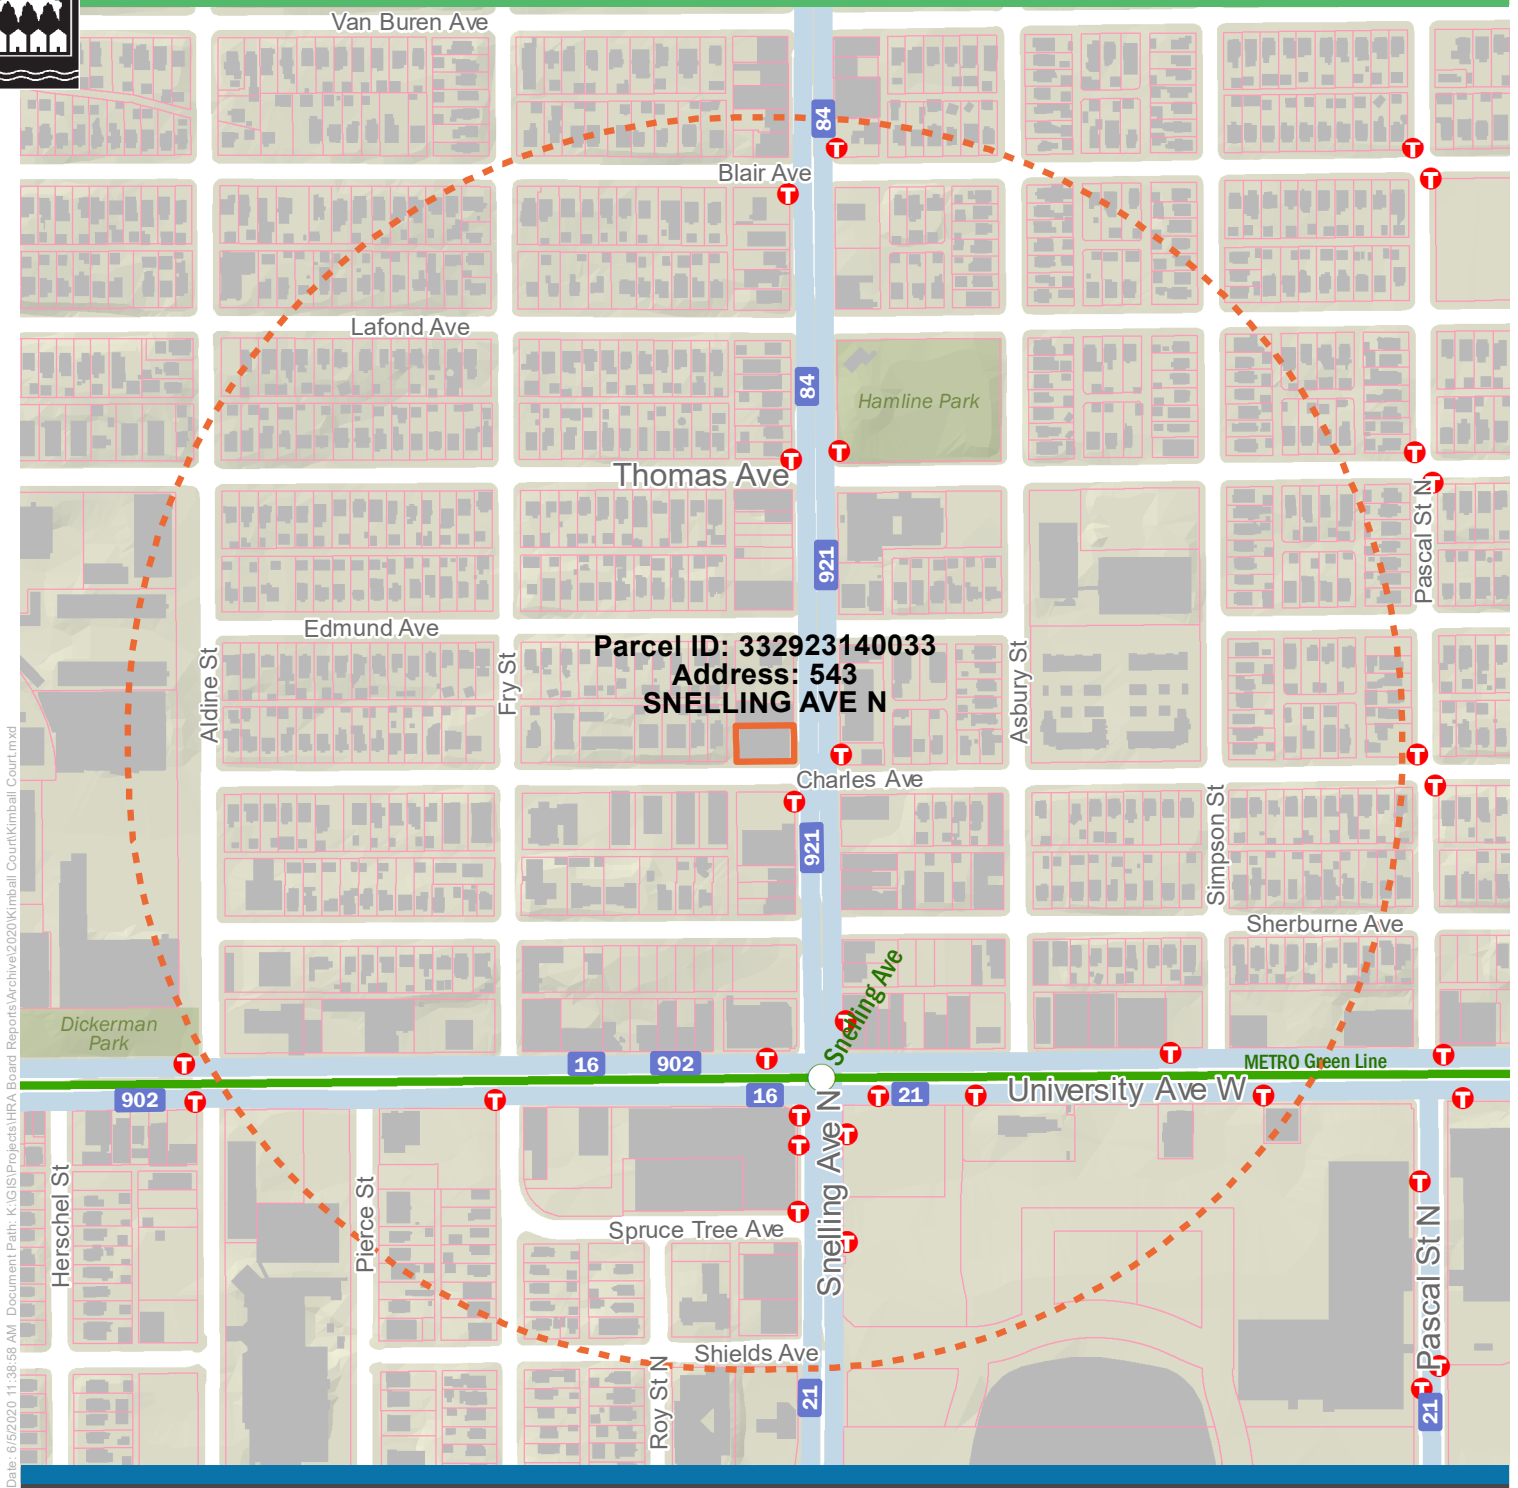 Van Buren Ave
84
T
T
T
Blair Ave
T
T
Lafond Ave
84
Hamline Park
T
T
T
Thomas Ave
T
Pascal St N
921
Edmund Ave
Parcel ID: 332923140033
Address: 543
SNELLING AVE N
Aldine St
Fry St
Asbury St
T
T
Charles Ave
T
T
Simpson St
921
Sherburne Ave
Snelling Ave
Dickerman
Park
T
T
16
902
T
T
METRO Green Line
T
902
T
T
16
T
21
T
University Ave W
T
T
T
T
T
Snelling Ave N
Herschel St
Pierce St
T
T
T
Spruce Tree Ave
Pascal St N
Shields Ave
Roy St N
T
T
21
21
Date: 6/5/2020 11:38:58 AM Document Path: K:\GIS\Projects\HRA Board Reports\Archive\2020\Kimball Court\Kimball Court.mxd